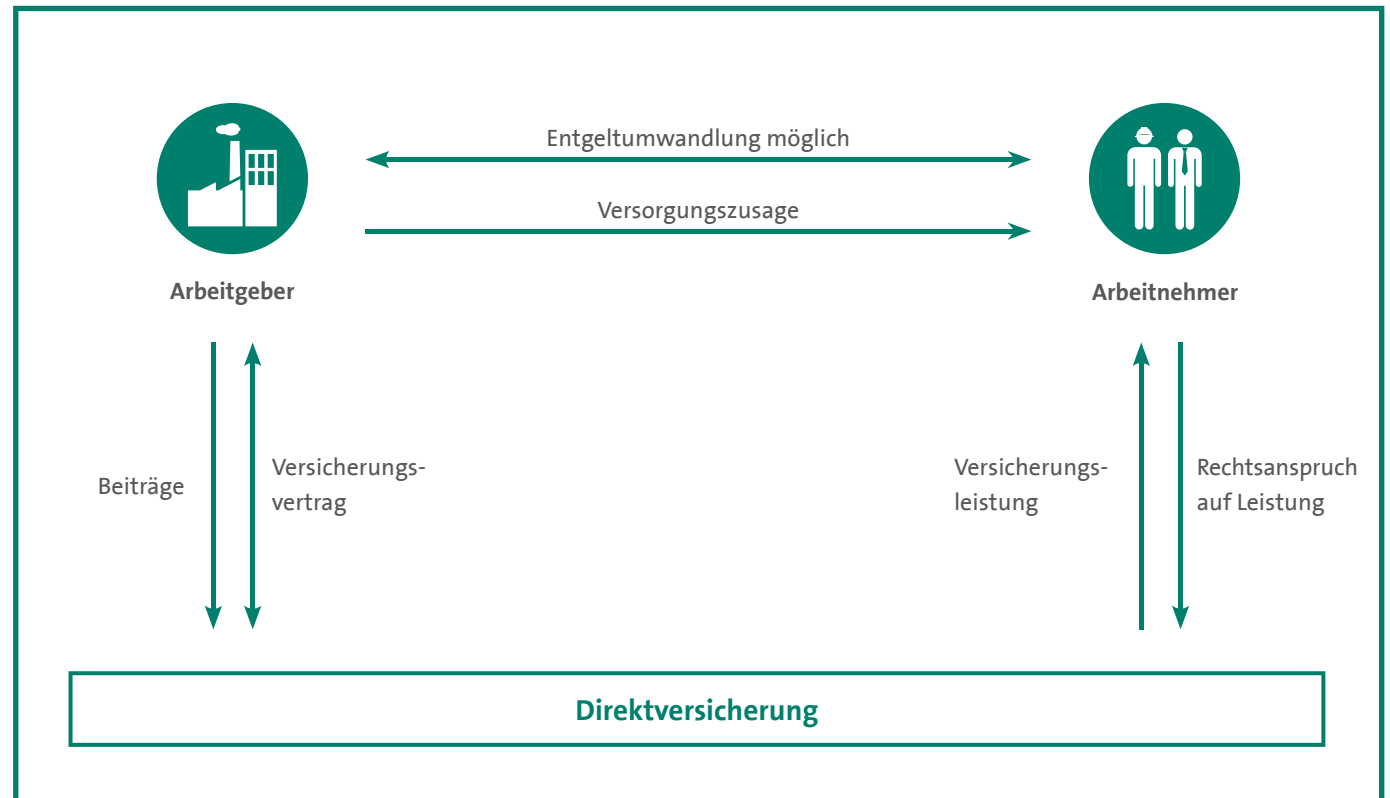 Entgeltumwandlung möglich
Versorgungszusage
Arbeitgeber
Arbeitnehmer
Beiträge
Versicherungs-
vertrag
Versicherungs-
leistung
Rechtsanspruch
auf Leistung
Direktversicherung